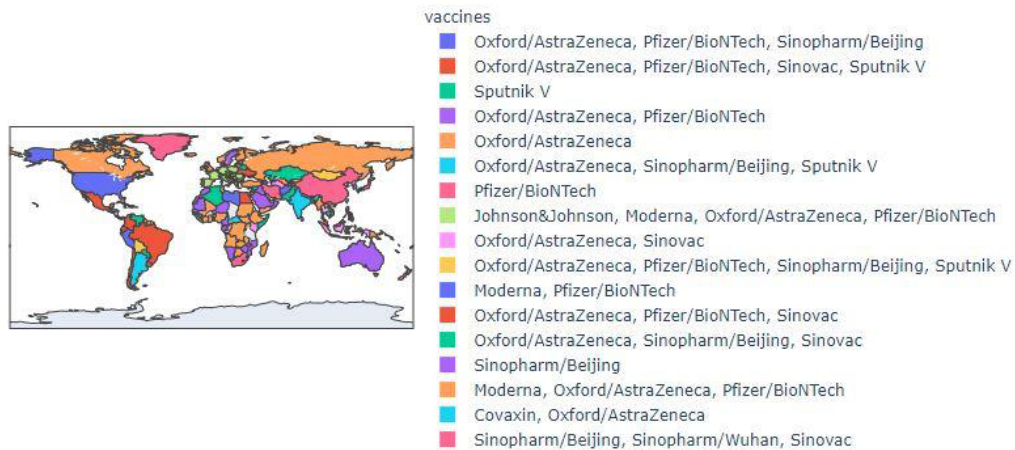 vaccines
Oxford/AstraZeneca, Pfizer/BioNTech, Sinopharm/Beijing
Oxford/AstraZeneca, Pfizer/BioNTech, Sinovac, Sputnik V
Sputnik V
Oxford/AstraZeneca, Pfizer/BioNTech
Oxford/AstraZeneca
Oxford/AstraZeneca, Sinopharm/Beijing, Sputnik V
Pfizer/BioNTech
Johnson&Johnson, Moderna, Oxford/AstraZeneca, Pfizer/BioNTech
Oxford/AstraZeneca, Sinovac
Oxford/AstraZeneca, Pfizer/BioNTech, Sinopharm/Beijing, Sputnik V
Moderna, Pfizer/BioNTech
Oxford/AstraZeneca, Pfizer/BioNTech, Sinovac
Oxford/AstraZeneca, Sinopharm/Beijing, Sinovac
Sinopharm/Beijing
Moderna, Oxford/AstraZeneca, Pfizer/BioNTech
Covaxin, Oxford/AstraZeneca
Sinopharm/Beijing, Sinopharm/Wuhan, Sinovac